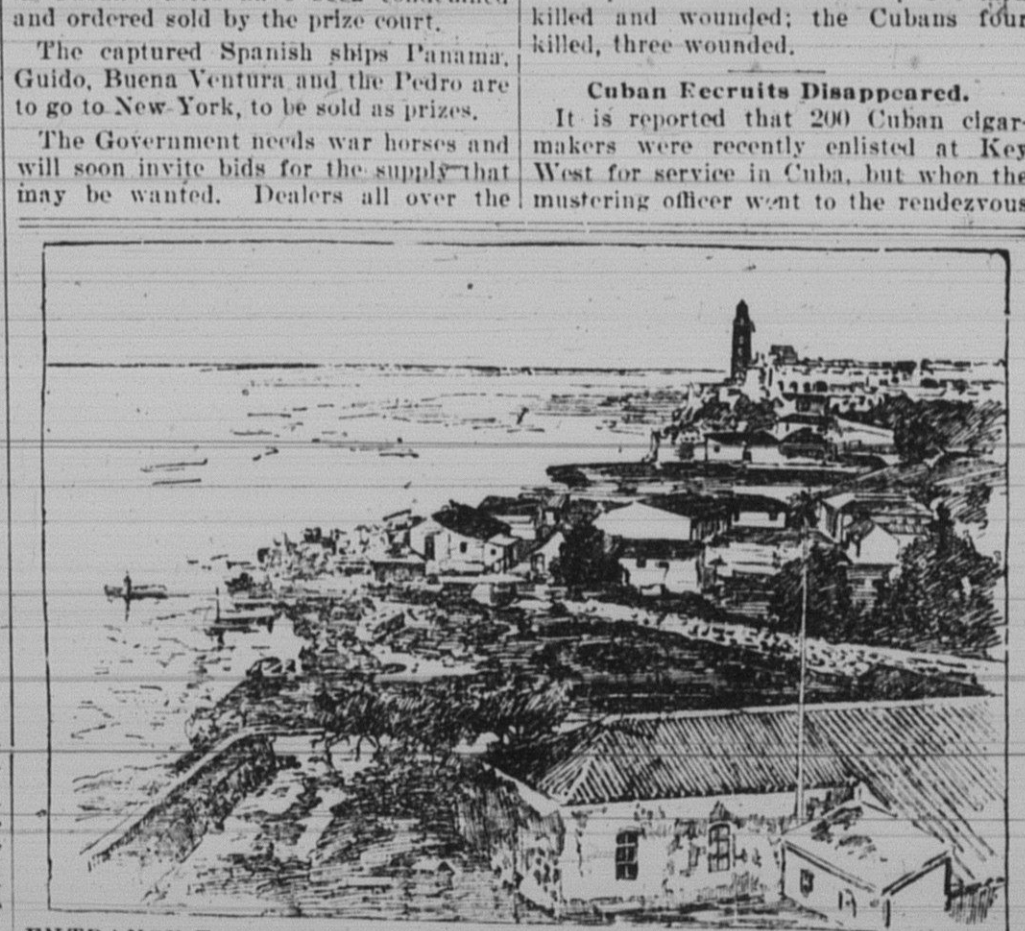 and ordered sold by the prize court.
The captured Spanish ships Panama,
Guido, Buena Ventura and the Pedro are
to go to New York, to be sold as prizes.
The Government needs war horses and
will soon invite bids for the supply that
may be wanted. Dealers all over the
killed and wounded; the Cubans four
killed, three wounded.
Cuban Recruits Disappeared.
It is reported that 200 Cuban cigar-
makers were recently enlisted at Key
West for service in Cuba, but when the
mustering officer went to the rendezvous